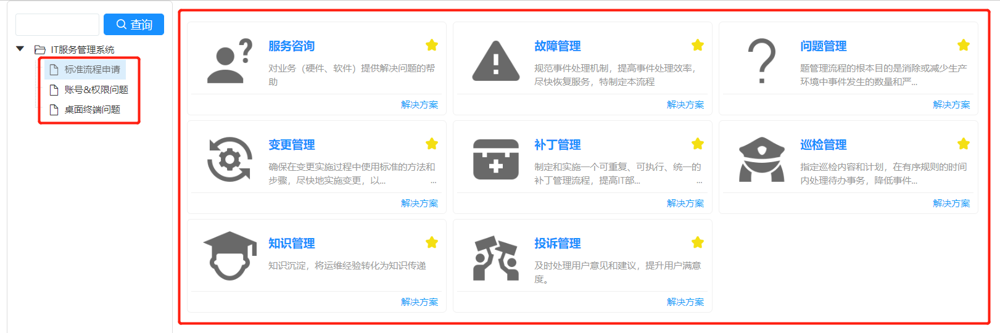 查询
IT服务管理系统
标准流程申请
账号&权限问题
桌面终端问题
服务咨询
对业务（硬件、软件）提供解决问题的帮
助
解决方案
故障管理
规范事件处理机制，提高事件处理效率，
尽快恢复服务，特制定本流程
解决方案
问题管理
题管理流程的根本目的是消除或减少生产
环境中事件发生的数量和严...
解决方案
变更管理
确保在变更实施过程中使用标准的方法和
步骤，尽快地实施变更，以... ...
解决方案
补丁管理
制定和实施一个可重复、可执行、统一的
补丁管理流程，提高IT部... ...
解决方案
巡检管理
指定巡检内容和计划，在有序规则的时间
内处理待办事务，降低事件...
解决方案
知识管理
知识沉淀，将运维经验转化为知识传递
解决方案
投诉管理
及时处理用户意见和建议，提升用户满意
度。
解决方案